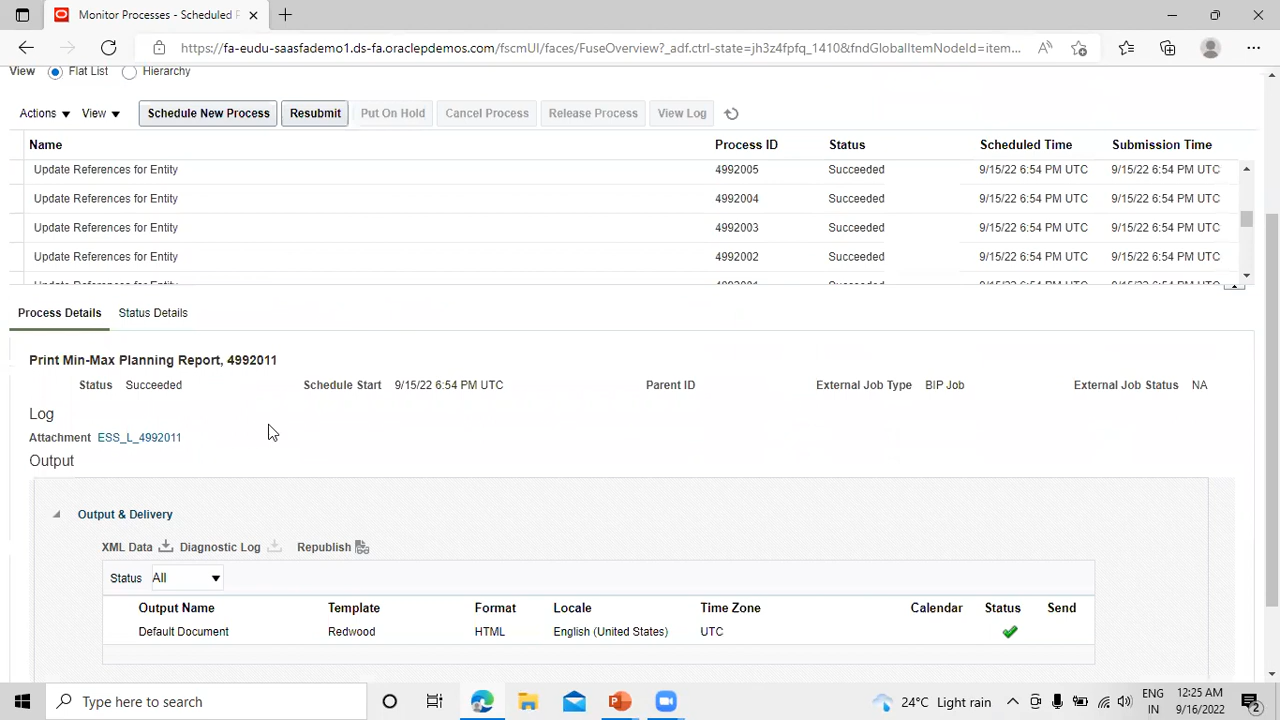 Monitor Processes - Scheduled
https://fa-eudu-saasfademo1.ds-fa.oraclepdemos.com/fscmUI/faces/FuseOverview?_adf.ctrl-state=jh3z4fpfq_1410&fndGlobalItemNodeId=item...
View Flat List Hierarchy
Actions View Schedule New Process Resubmit Put On Hold Cancel Process Release Process View Log
Name Process ID Status Scheduled Time Submission Time
Update References for Entity 4992005 Succeeded 9/15/22 6:54 PM UTC 9/15/22 6:54 PM UTC
Update References for Entity 4992004 Succeeded 9/15/22 6:54 PM UTC 9/15/22 6:54 PM UTC
Update References for Entity 4992003 Succeeded 9/15/22 6:54 PM UTC 9/15/22 6:54 PM UTC
Update References for Entity 4992002 Succeeded 9/15/22 6:54 PM UTC 9/15/22 6:54 PM UTC
Process Details Status Details
Print Min-Max Planning Report, 4992011
Status Succeeded Schedule Start 9/15/22 6:54 PM UTC Parent ID External Job Type BIP Job External Job Status NA
Log
Attachment ESS_L_4992011
Output
Output & Delivery
XML Data Diagnostic Log Republish
Status All
Output Name Template Format Locale Time Zone Calendar Status Send
Default Document Redwood HTML English (United States) UTC
Type here to search 24°C Light rain ENG 12:25 AM
IN 9/16/2022 2